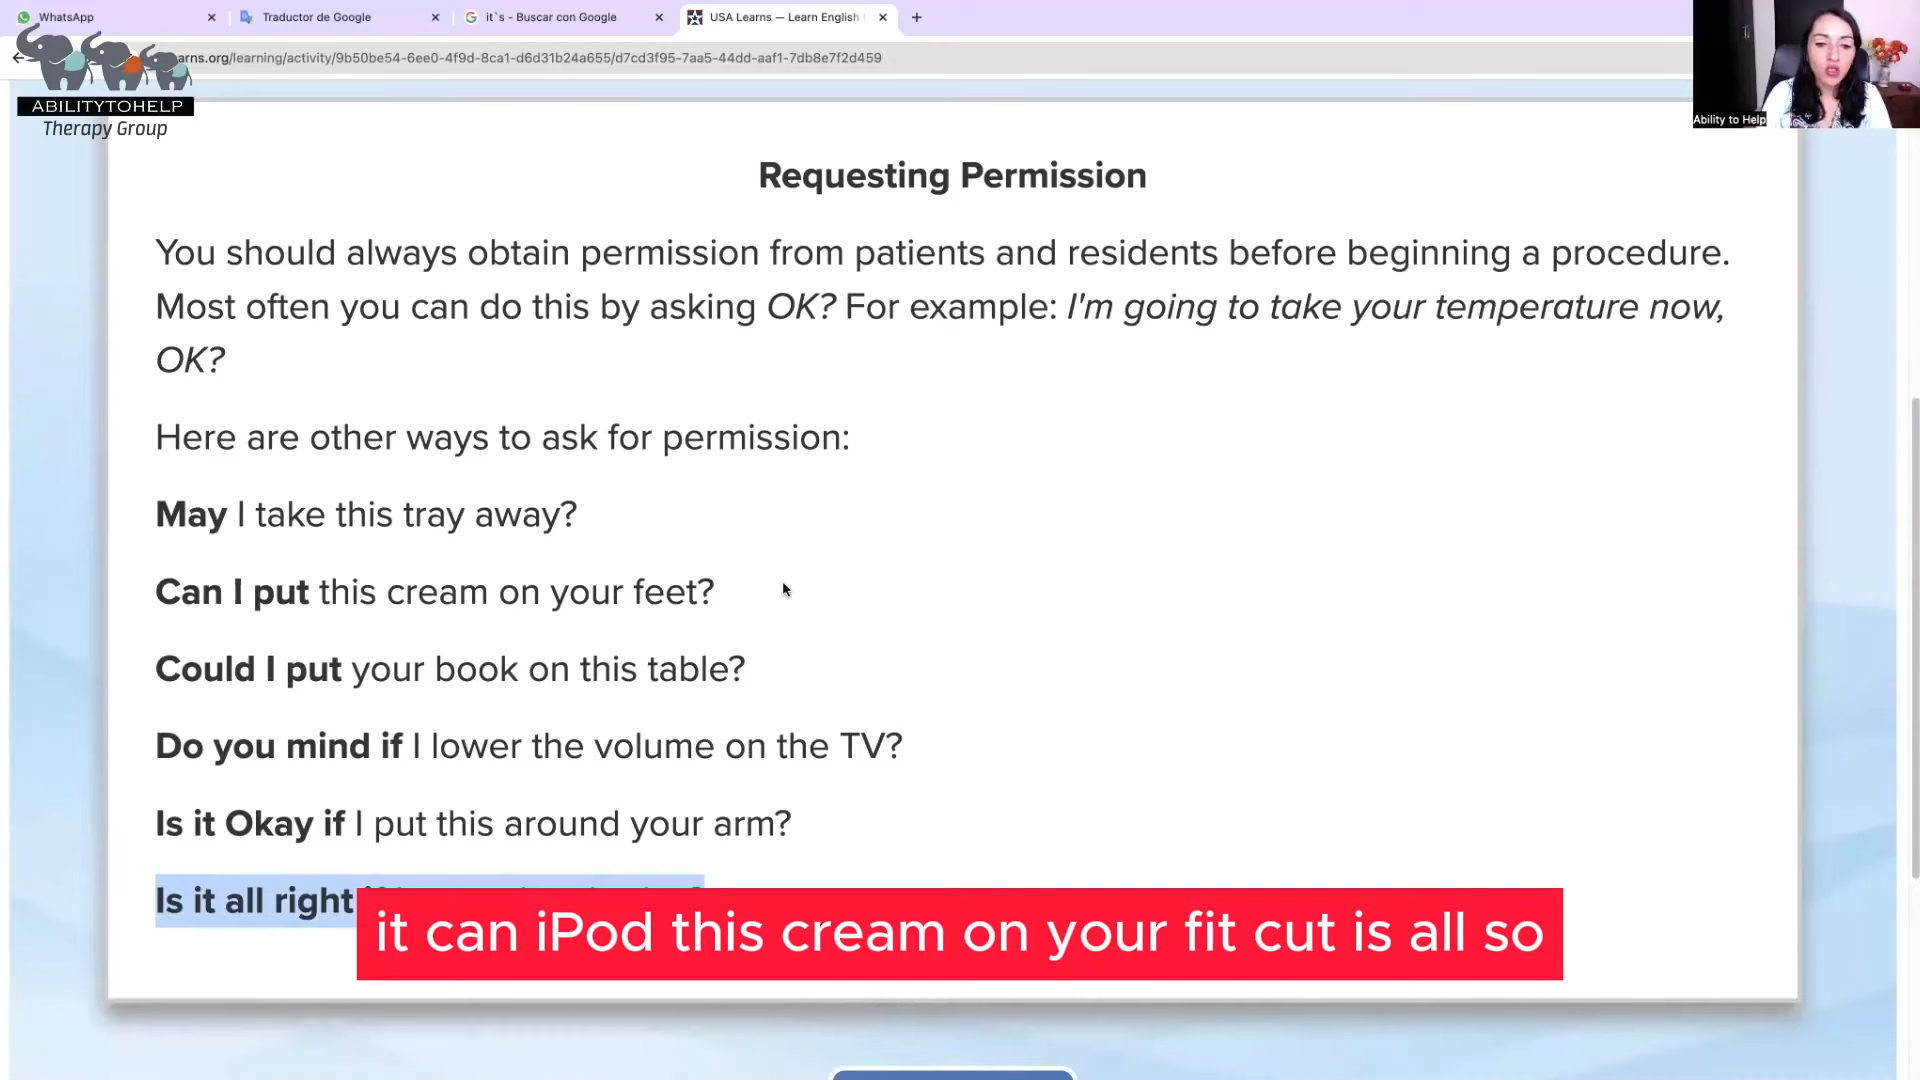 WhatsApp
Traductor de Google
it`s - Buscar con Google
USA Learns — Learn English
arns.org/learning/activity/9b50be54-6ee0-4f9d-8ca1-d6d31b24a655/d7cd3f95-7aa5-44dd-aaf1-7db8e7f2d459
ABILITYTOHELP
Therapy Group
Ability to Help
Requesting Permission
You should always obtain permission from patients and residents before beginning a procedure.
Most often you can do this by asking OK? For example: I'm going to take your temperature now,
OK?
Here are other ways to ask for permission:
May I take this tray away?
Can I put this cream on your feet?
Could I put your book on this table?
Do you mind if I lower the volume on the TV?
Is it Okay if I put this around your arm?
Is it all right
it can iPod this cream on your fit cut is all so